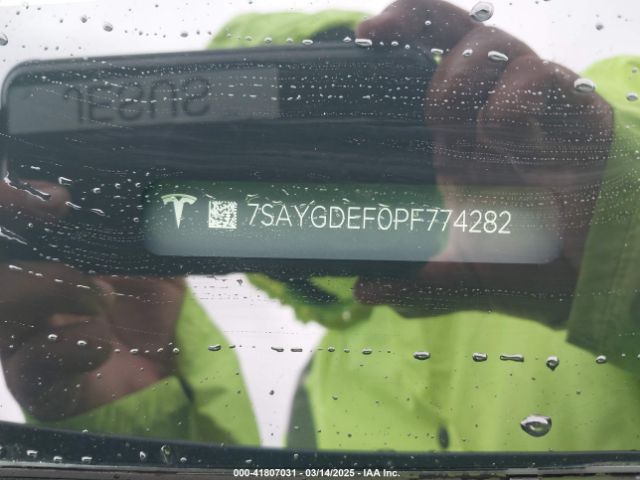 7SAYGDEF0PF774282
000-41807031 - 03/14/2025 - IAA Inc.